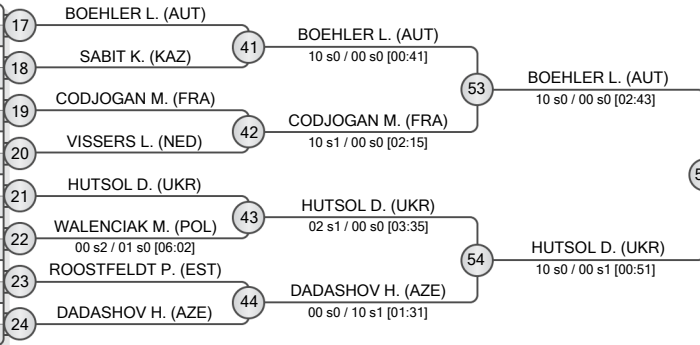 17
BOEHLER L. (AUT)
18
SABIT K. (KAZ)
41
BOEHLER L. (AUT)
10 s0 / 00 s0 [00:41]
19
CODJOGAN M. (FRA)
20
VISSERS L. (NED)
42
CODJOGAN M. (FRA)
10 s1 / 00 s0 [02:15]
53
BOEHLER L. (AUT)
10 s0 / 00 s0 [02:43]
21
HUTSOL D. (UKR)
22
WALENCIAK M. (POL)
00 s2 / 01 s0 [06:02]
43
HUTSOL D. (UKR)
02 s1 / 00 s0 [03:35]
23
ROOSTFELDT P. (EST)
24
DADASHOV H. (AZE)
44
DADASHOV H. (AZE)
00 s0 / 10 s1 [01:31]
54
HUTSOL D. (UKR)
10 s0 / 00 s1 [00:51]